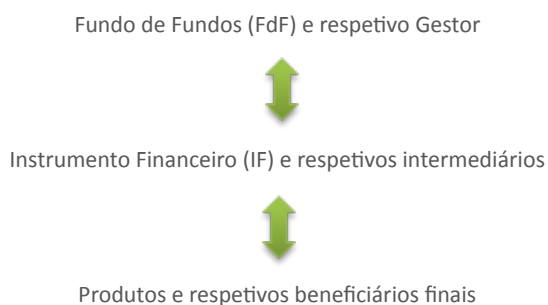 Fundo de Fundos (FdF) e respetivo Gestor
Instrumento Financeiro (IF) e respetivos intermediários
Produtos e respetivos beneficiários finais